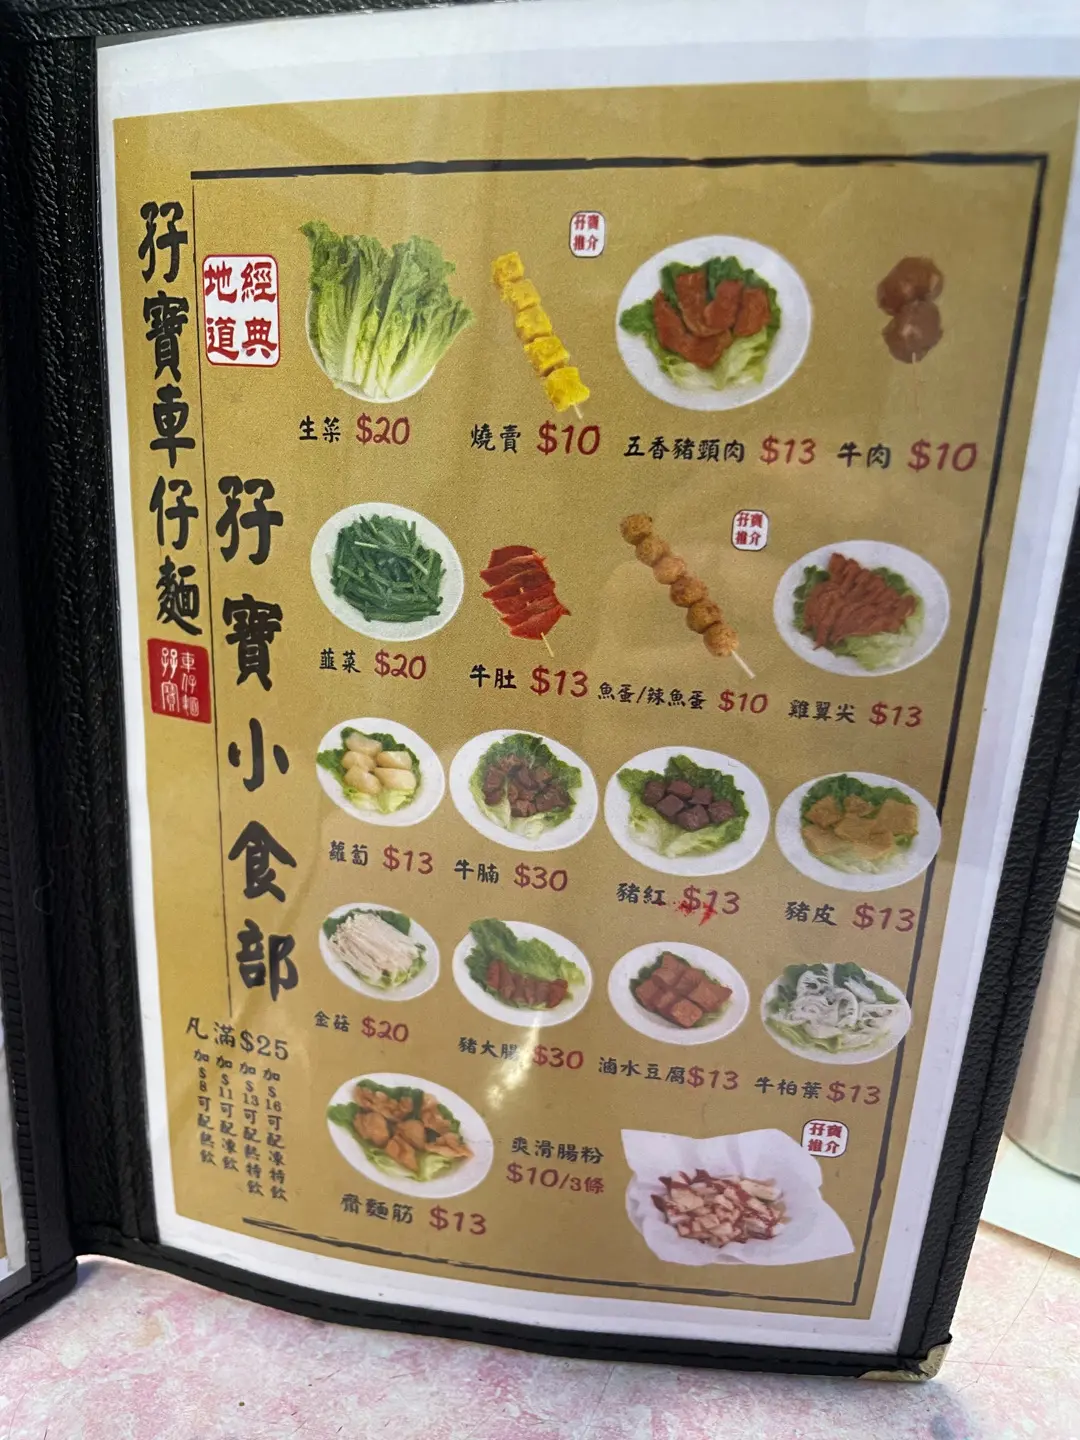 孖寶車仔麵
孖寶
車仔麵
經典
地道
孖寶小食部
孖寶
推介
生菜 $20
燒賣 $10
五香豬頸肉 $13
牛肉 $10
孖寶
推介
韮菜 $20
牛肚 $13
魚蛋/辣魚蛋 $10
雞翼尖 $13
蘿蔔 $13
牛腩 $30
豬紅 $13
豬皮 $13
金菇 $20
豬大腸 $30
滷水豆腐 $13
牛柏葉 $13
齋麵筋 $13
爽滑腸粉
$10/3條
孖寶
推介
凡滿$25
加$16可配凍特飲
加$13可配熱特飲
加$11可配凍飲
加$8可配熱飲